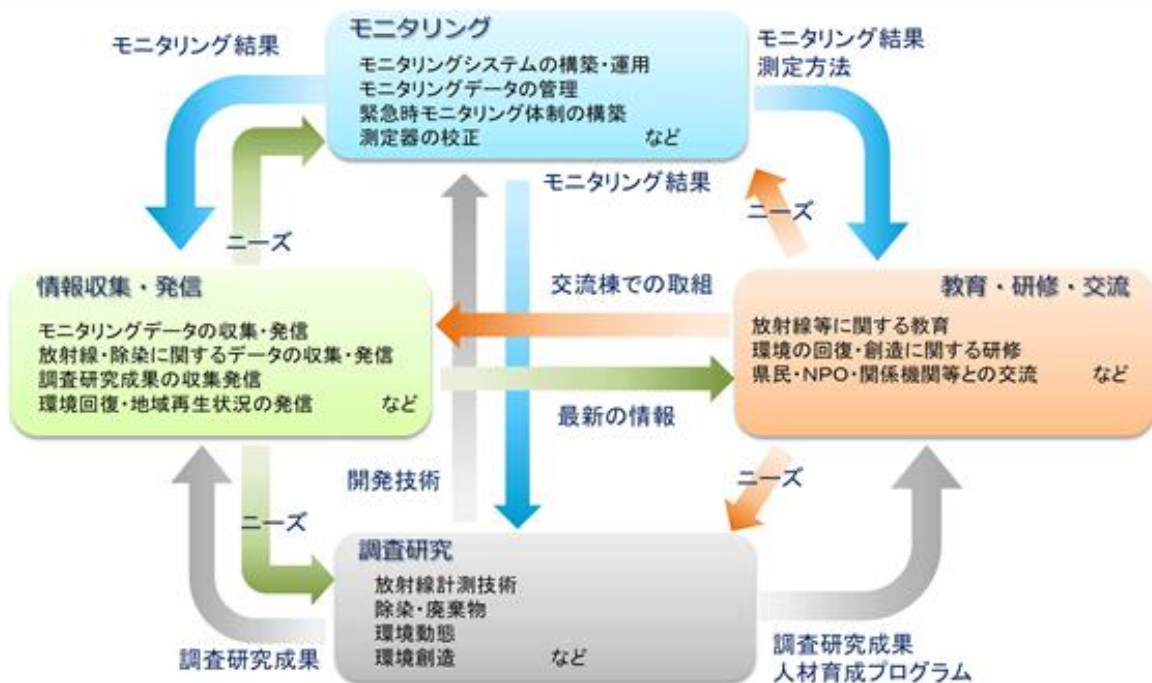 モニタリング
モニタリングシステムの構築・運用
モニタリングデータの管理
緊急時モニタリング体制の構築
測定器の校正 など
モニタリング結果
モニタリング結果
測定方法
モニタリング結果
ニーズ
ニーズ
情報収集・発信
モニタリングデータの収集・発信
放射線・除染に関するデータの収集・発信
調査研究成果の収集発信
環境回復・地域再生状況の発信 など
交流棟での取組
最新の情報
教育・研修・交流
放射線等に関する教育
環境の回復・創造に関する研修
県民・NPO・関係機関等との交流 など
開発技術
ニーズ
ニーズ
調査研究
放射線計測技術
除染・廃棄物
環境動態
環境創造 など
調査研究成果
調査研究成果
人材育成プログラム